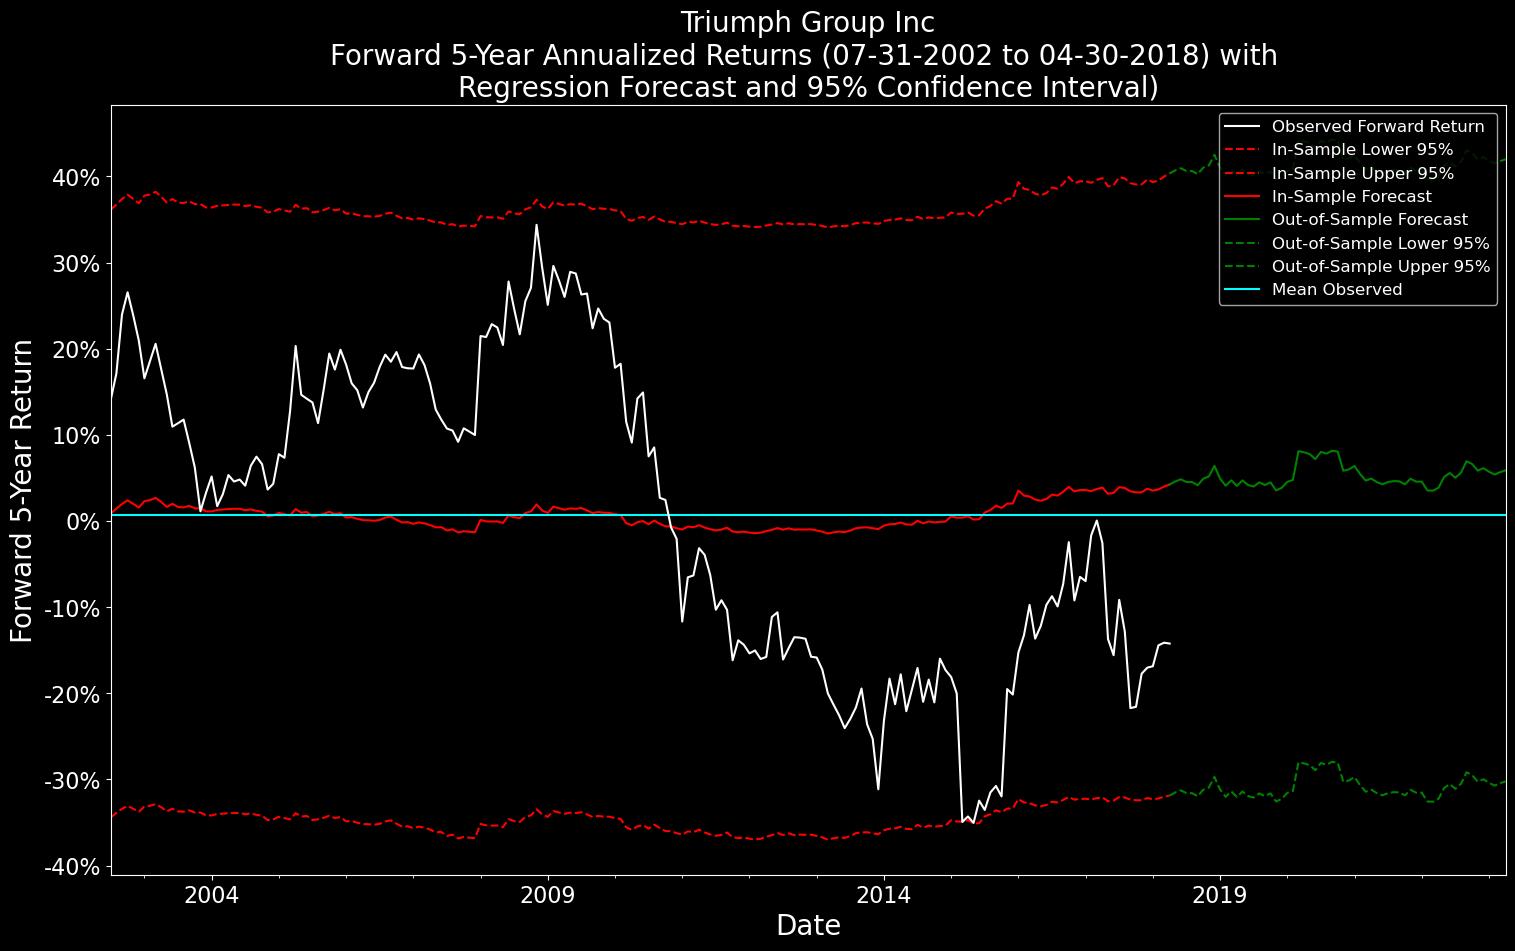 Triumph Group Inc
Forward 5-Year Annualized Returns (07-31-2002 to 04-30-2018) with
Regression Forecast and 95% Confidence Interval)
Forward 5-Year Return
40%
30%
20%
10%
0%
-10%
-20%
-30%
-40%
Observed Forward Return
In-Sample Lower 95%
In-Sample Upper 95%
In-Sample Forecast
Out-of-Sample Forecast
Out-of-Sample Lower 95%
Out-of-Sample Upper 95%
Mean Observed
2004
2009
2014
2019
Date